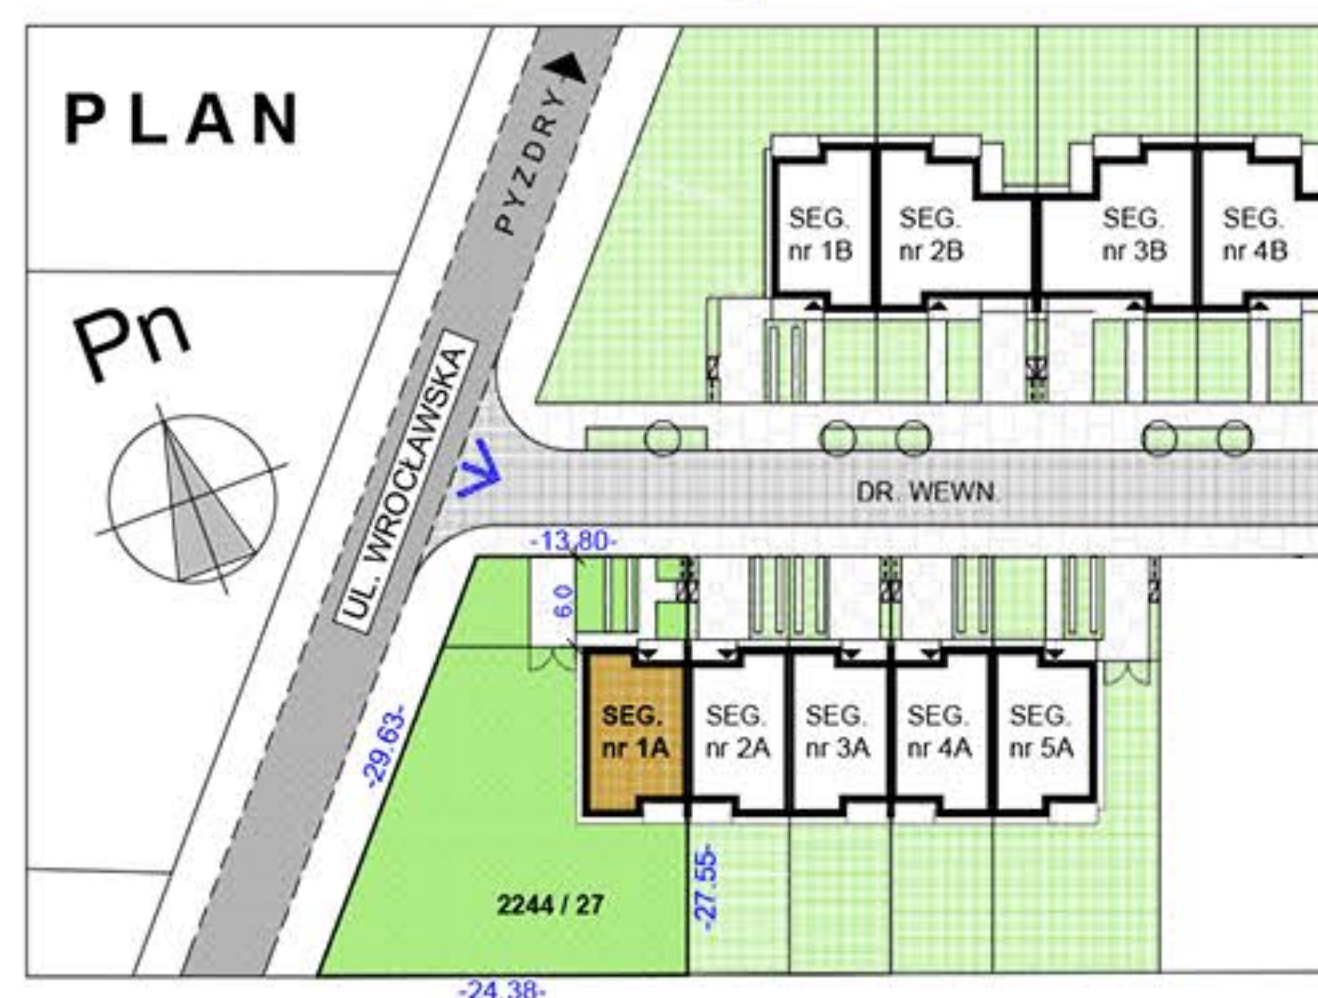 PLAN
PYZDRY
SEG.
nr 1B
SEG.
nr 2B
SEG.
nr 3B
SEG.
nr 4B
Pn
UL. WROCŁAWSKA
DR. WEWN.
-13.80-
6.0
SEG.
nr 1A
SEG.
nr 2A
SEG.
nr 3A
SEG.
nr 4A
SEG.
nr 5A
-29.63-
-27.55-
2244 / 27
-24.38-